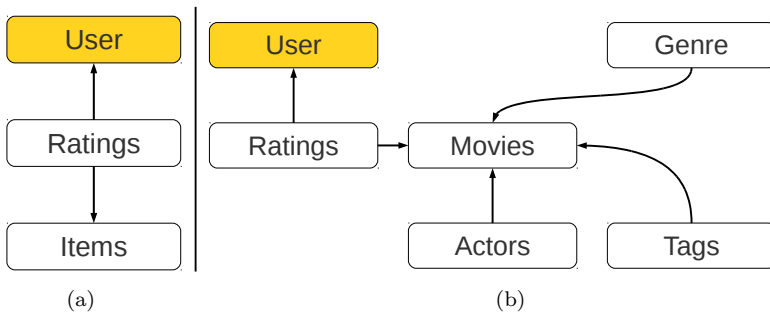 User
Ratings
Items
(a)
User
Genre
Ratings
Movies
Actors
Tags
(b)